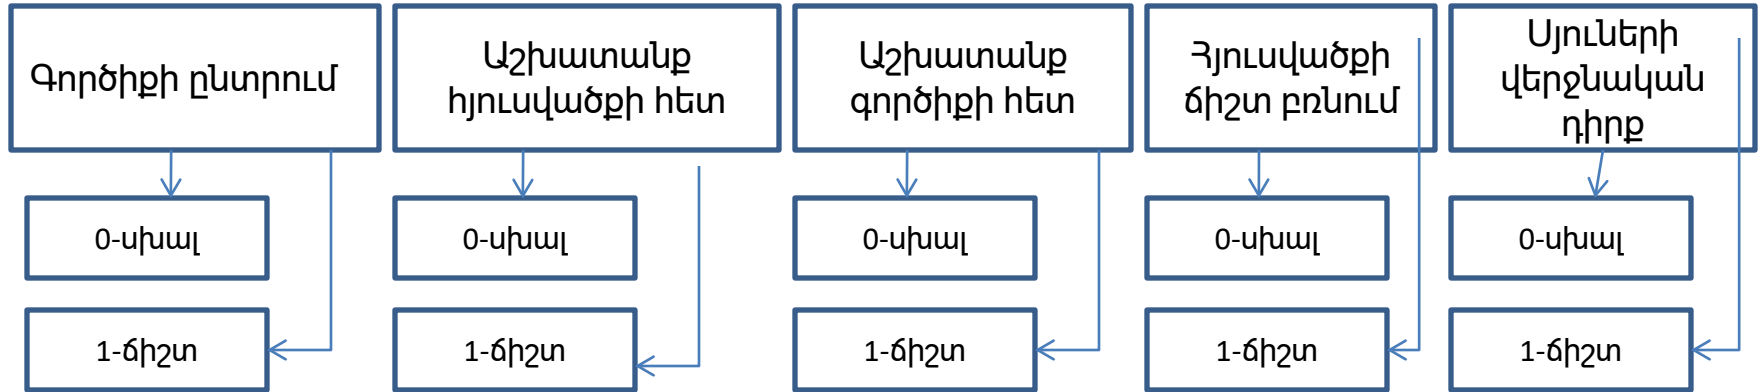 Գործիքի ընտրում
Աշխատանք
հյուսվածքի հետ
Աշխատանք
գործիքի հետ
Հյուսվածքի
ճիշտ բռնում
Սյուների
վերջնական
դիրք
0-սխալ
0-սխալ
0-սխալ
0-սխալ
0-սխալ
1-ճիշտ
1-ճիշտ
1-ճիշտ
1-ճիշտ
1-ճիշտ